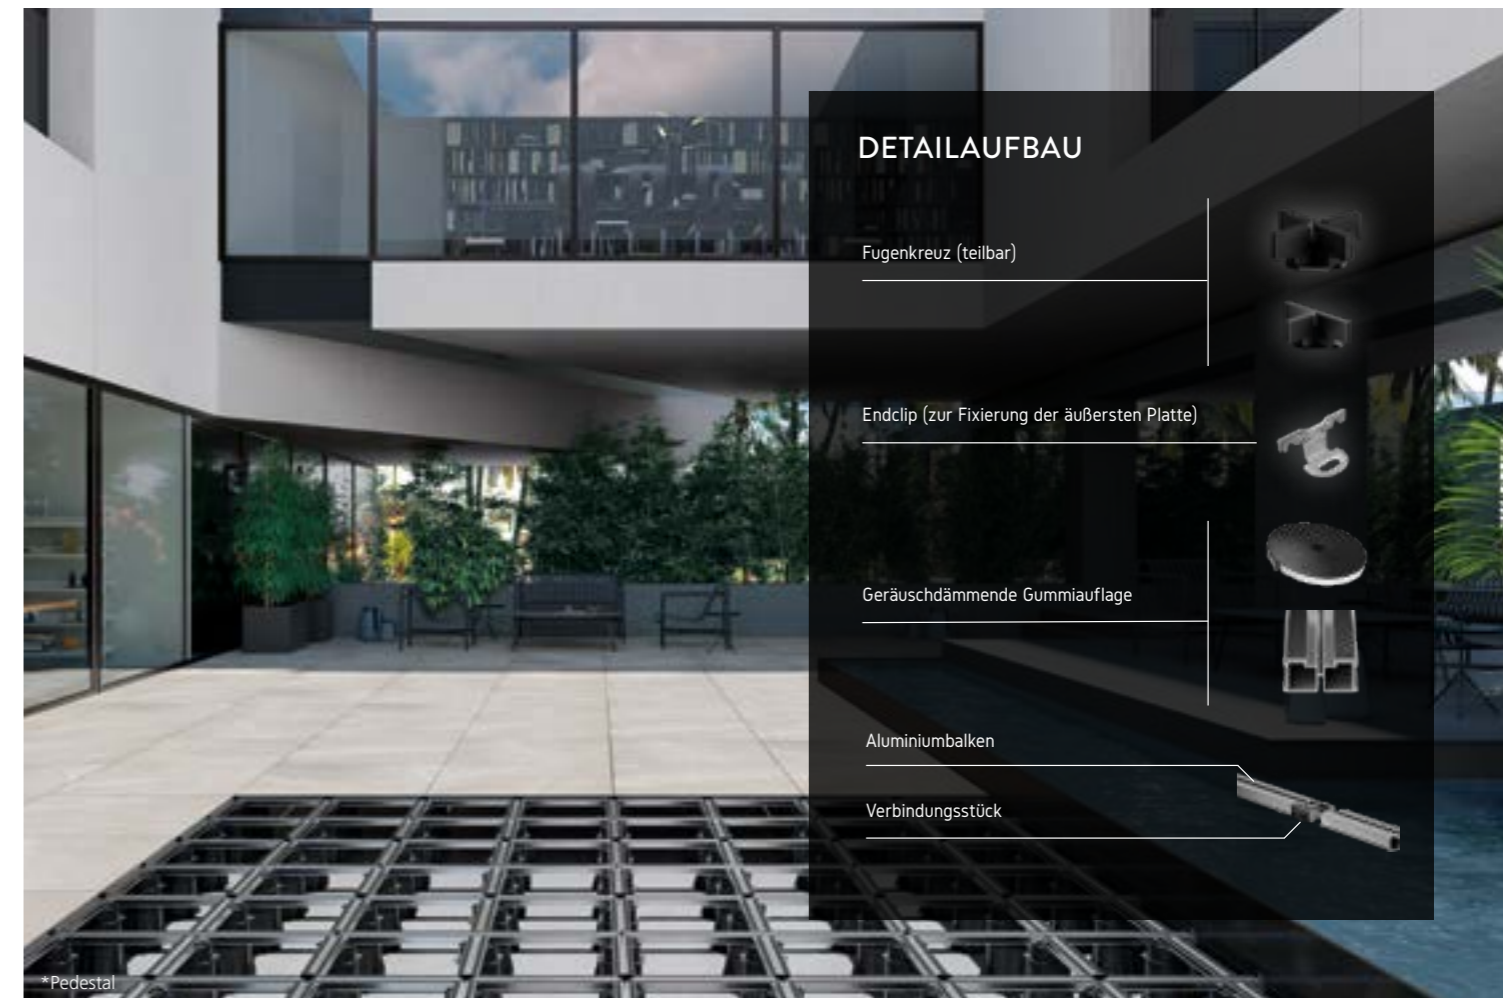 DETAILAUFBAU
Fugenkreuz (teilbar)
Endclip (zur Fixierung der äußersten Platte)
Geräuschdämmende Gummiauflage
Aluminiumbalken
Verbindungsstück
*Pedestal